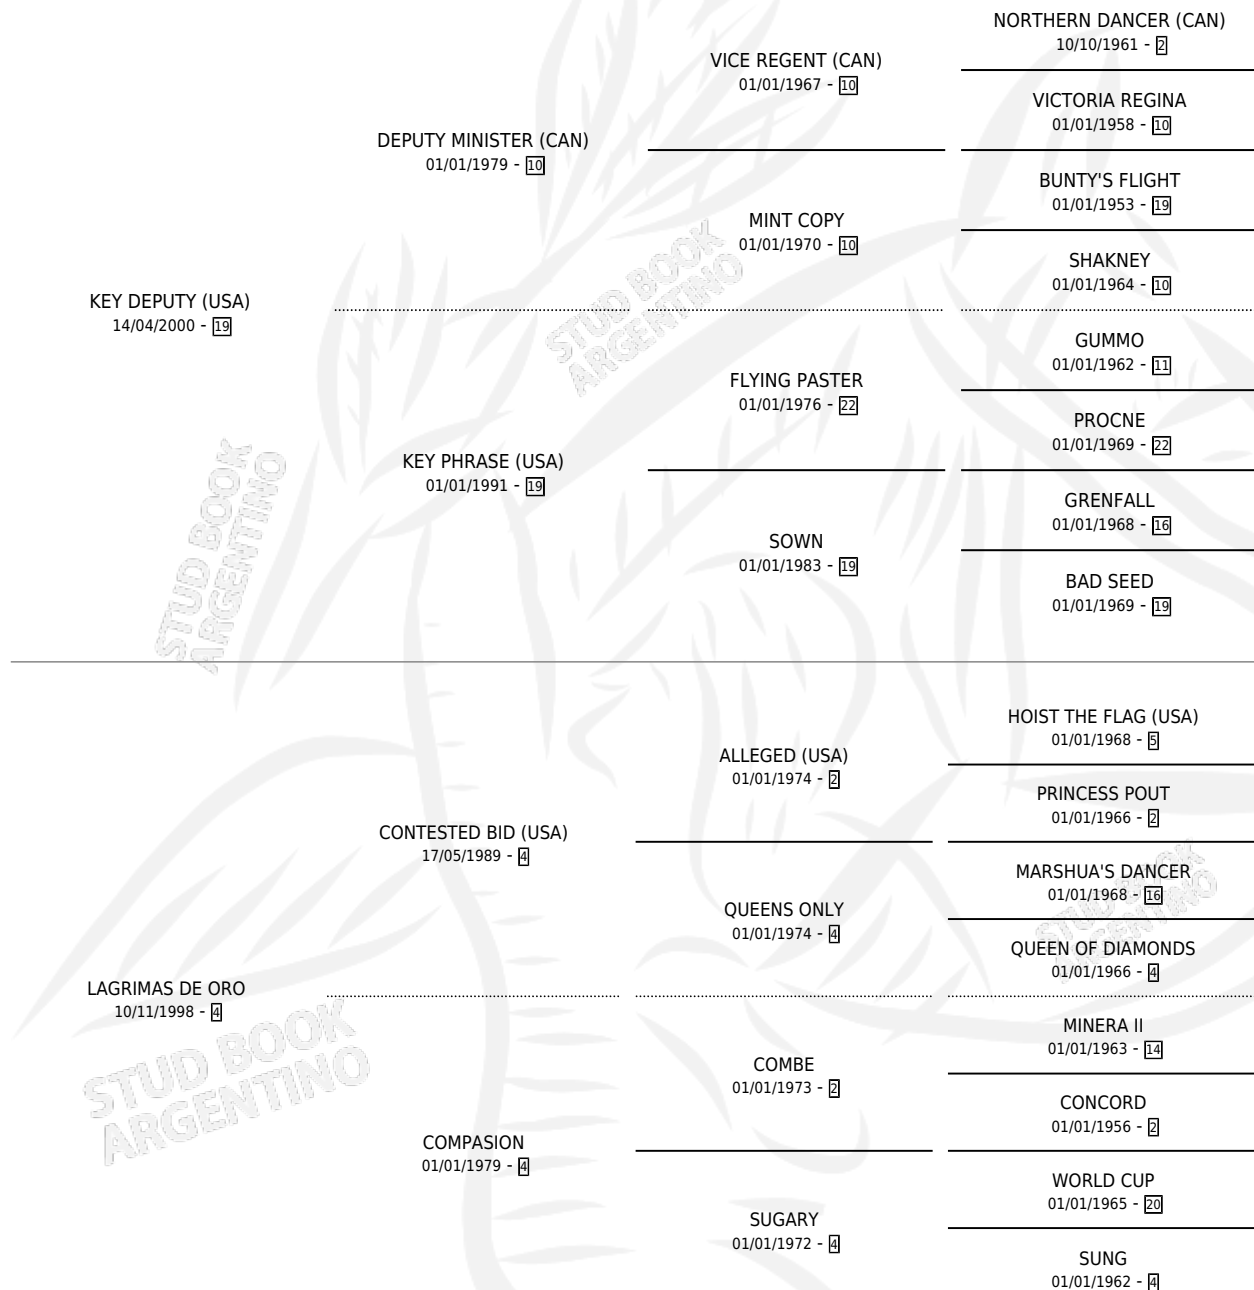 NORTHERN DANCER (CAN)
10/10/1961 - 2
VICE REGENT (CAN)
01/01/1967 - 10
VICTORIA REGINA
01/01/1958 - 10
DEPUTY MINISTER (CAN)
01/01/1979 - 10
BUNTY'S FLIGHT
01/01/1953 - 19
MINT COPY
01/01/1970 - 10
SHAKNEY
01/01/1964 - 10
KEY DEPUTY (USA)
14/04/2000 - 19
GUMMO
01/01/1962 - 11
FLYING PASTER
01/01/1976 - 22
PROCNE
01/01/1969 - 22
KEY PHRASE (USA)
01/01/1991 - 19
GRENFALL
01/01/1968 - 16
SOWN
01/01/1983 - 19
BAD SEED
01/01/1969 - 19
HOIST THE FLAG (USA)
01/01/1968 - 5
ALLEGED (USA)
01/01/1974 - 2
PRINCESS POUT
01/01/1966 - 2
CONTESTED BID (USA)
17/05/1989 - 4
MARSHUA'S DANCER
01/01/1968 - 16
QUEENS ONLY
01/01/1974 - 4
QUEEN OF DIAMONDS
01/01/1966 - 4
LAGRIMAS DE ORO
10/11/1998 - 4
MINERA II
01/01/1963 - 14
COMBE
01/01/1973 - 2
CONCORD
01/01/1956 - 2
COMPASION
01/01/1979 - 4
WORLD CUP
01/01/1965 - 20
SUGARY
01/01/1972 - 4
SUNG
01/01/1962 - 4
STUD BOOK
ARGENTINO
STUD BOOK
ARGENTINO
STUD BOOK
ARGENTINO
STUD BOOK
ARGENTINO